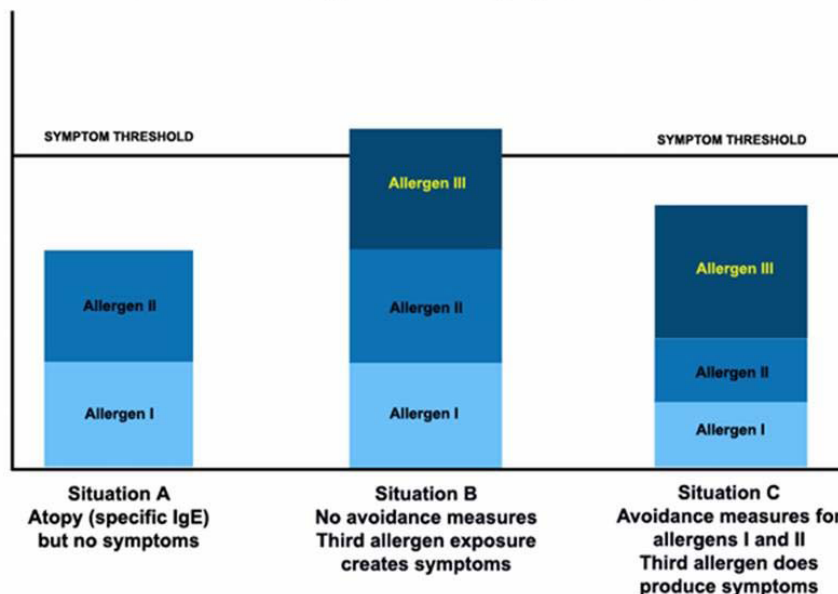 SYMPTOM THRESHOLD
SYMPTOM THRESHOLD
Allergen III
Allergen II
Allergen I
Allergen II
Allergen I
Allergen III
Allergen II
Allergen I
Situation A
Atopy (specific IgE)
but no symptoms
Situation B
No avoidance measures
Third allergen exposure
creates symptoms
Situation C
Avoidance measures for
allergens I and II
Third allergen does
produce symptoms